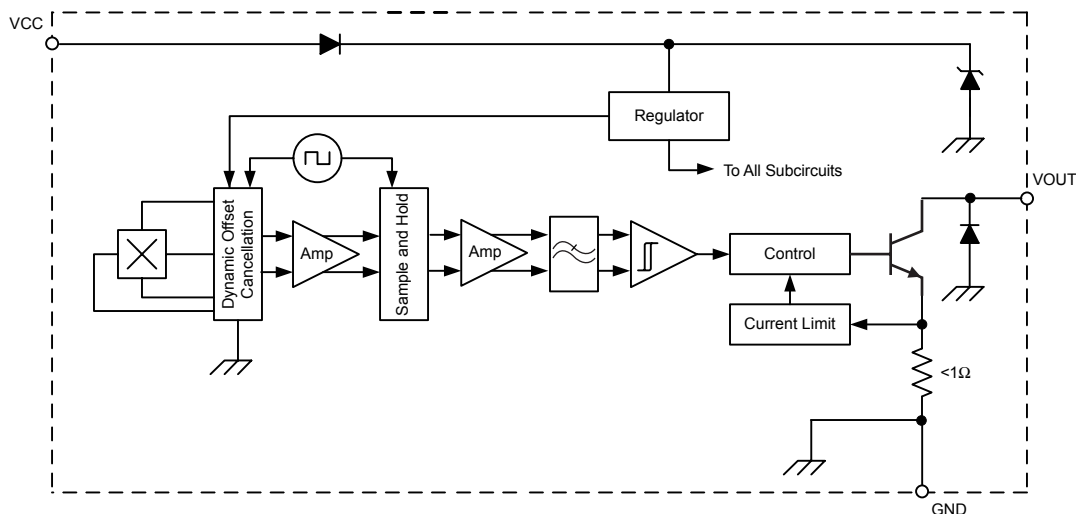 VCC
Regulator
To All Subcircuits
VOUT
Dynamic Offset
Cancellation
Amp
Sample and Hold
Amp
Control
Current Limit
<1Ω
GND